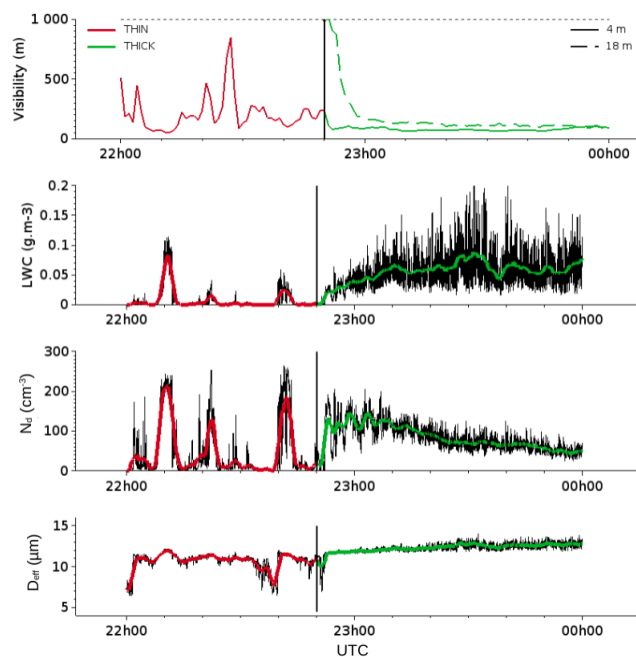 1 000
THIN
THICK
4 m
18 m
Visibility (m)
500
0
22h00
23h00
00h00
LWC (g.m-3)
0.2
0.15
0.1
0.05
0
22h00
23h00
00h00
Nd (cm-3)
300
200
100
0
22h00
23h00
00h00
Deff (µm)
15
10
5
22h00
23h00
00h00
UTC